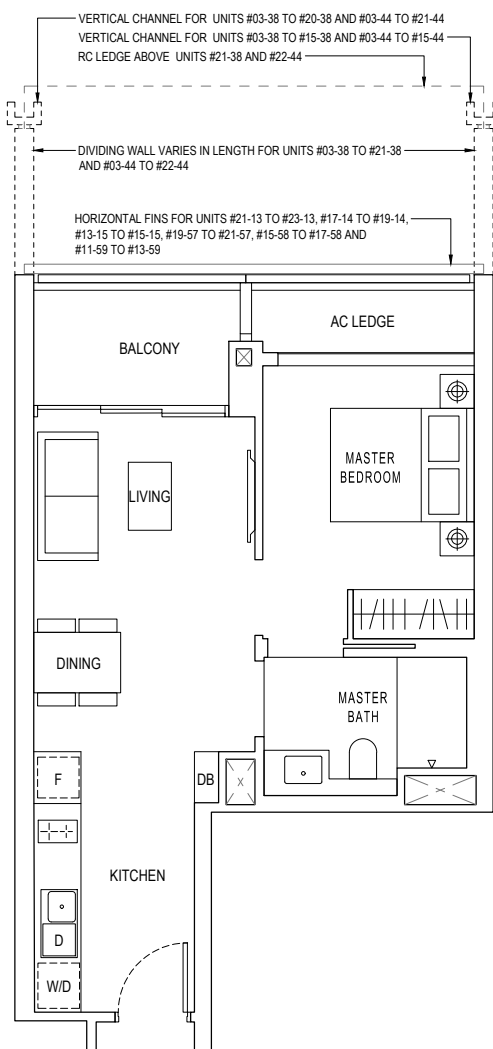 VERTICAL CHANNEL FOR UNITS #03-38 TO #20-38 AND #03-44 TO #21-44
VERTICAL CHANNEL FOR UNITS #03-38 TO #15-38 AND #03-44 TO #15-44
RC LEDGE ABOVE UNITS #21-38 AND #22-44
DIVIDING WALL VARIES IN LENGTH FOR UNITS #03-38 TO #21-38
AND #03-44 TO #22-44
HORIZONTAL FINS FOR UNITS #21-13 TO #23-13, #17-14 TO #19-14,
#13-15 TO #15-15, #19-57 TO #21-57, #15-58 TO #17-58 AND
#11-59 TO #13-59
AC LEDGE
BALCONY
MASTER
BEDROOM
LIVING
DINING
MASTER
BATH
F
DB
KITCHEN
D
W/D